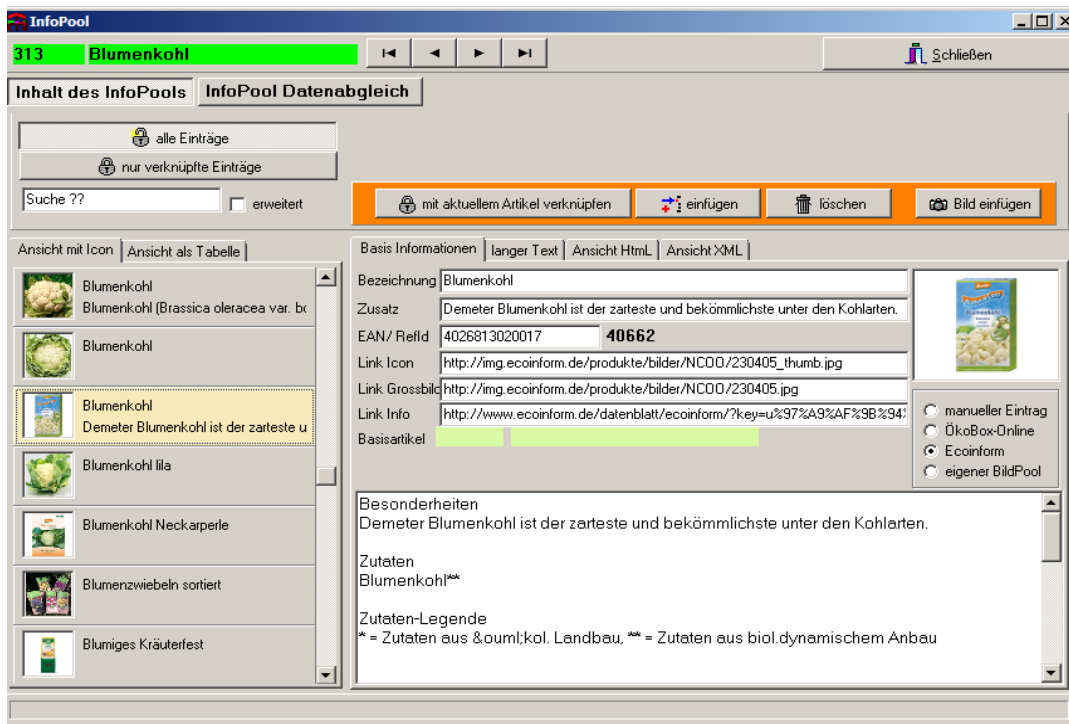 InfoPool
313 Blumenkohl
Schließen
Inhalt des InfoPools
InfoPool Datenabgleich
alle Einträge
nur verknüpfte Einträge
Suche ??
erweitert
mit aktuellem Artikel verknüpfen
einfügen
löschen
Bild einfügen
Ansicht mit Icon
Ansicht als Tabelle
Blumenkohl
Blumenkohl (Brassica oleracea var. bo
Blumenkohl
Blumenkohl
Demeter Blumenkohl ist der zarteste u
Blumenkohl lila
Blumenkohl Neckarperle
Blumenzwiebeln sortiert
Blumiges Kräuterfest
Basis Informationen
langer Text
Ansicht HtmL
Ansicht XML
Bezeichnung Blumenkohl
Zusatz Demeter Blumenkohl ist der zarteste und bekömmlichste unter den Kohlarten.
EAN/ RefId 4026813020017 40662
Link Icon http://img.ecoinform.de/produkte/bilder/NCOO/230405_thumb.jpg
Link Grossbild http://img.ecoinform.de/produkte/bilder/NCOO/230405.jpg
Link Info http://www.ecoinform.de/datenblatt/ecoinform/?key=u%97%A9%AF%9B%94%
Basisartikel
Blumenkohl
manueller Eintrag
ÖkoBox-Online
Ecoinform
eigener BildPool
Besonderheiten
Demeter Blumenkohl ist der zarteste und bekömmlichste unter den Kohlarten.
Zutaten
Blumenkohl**
Zutaten-Legende
* = Zutaten aus &ouml;kol. Landbau, ** = Zutaten aus biol.dynamischem Anbau